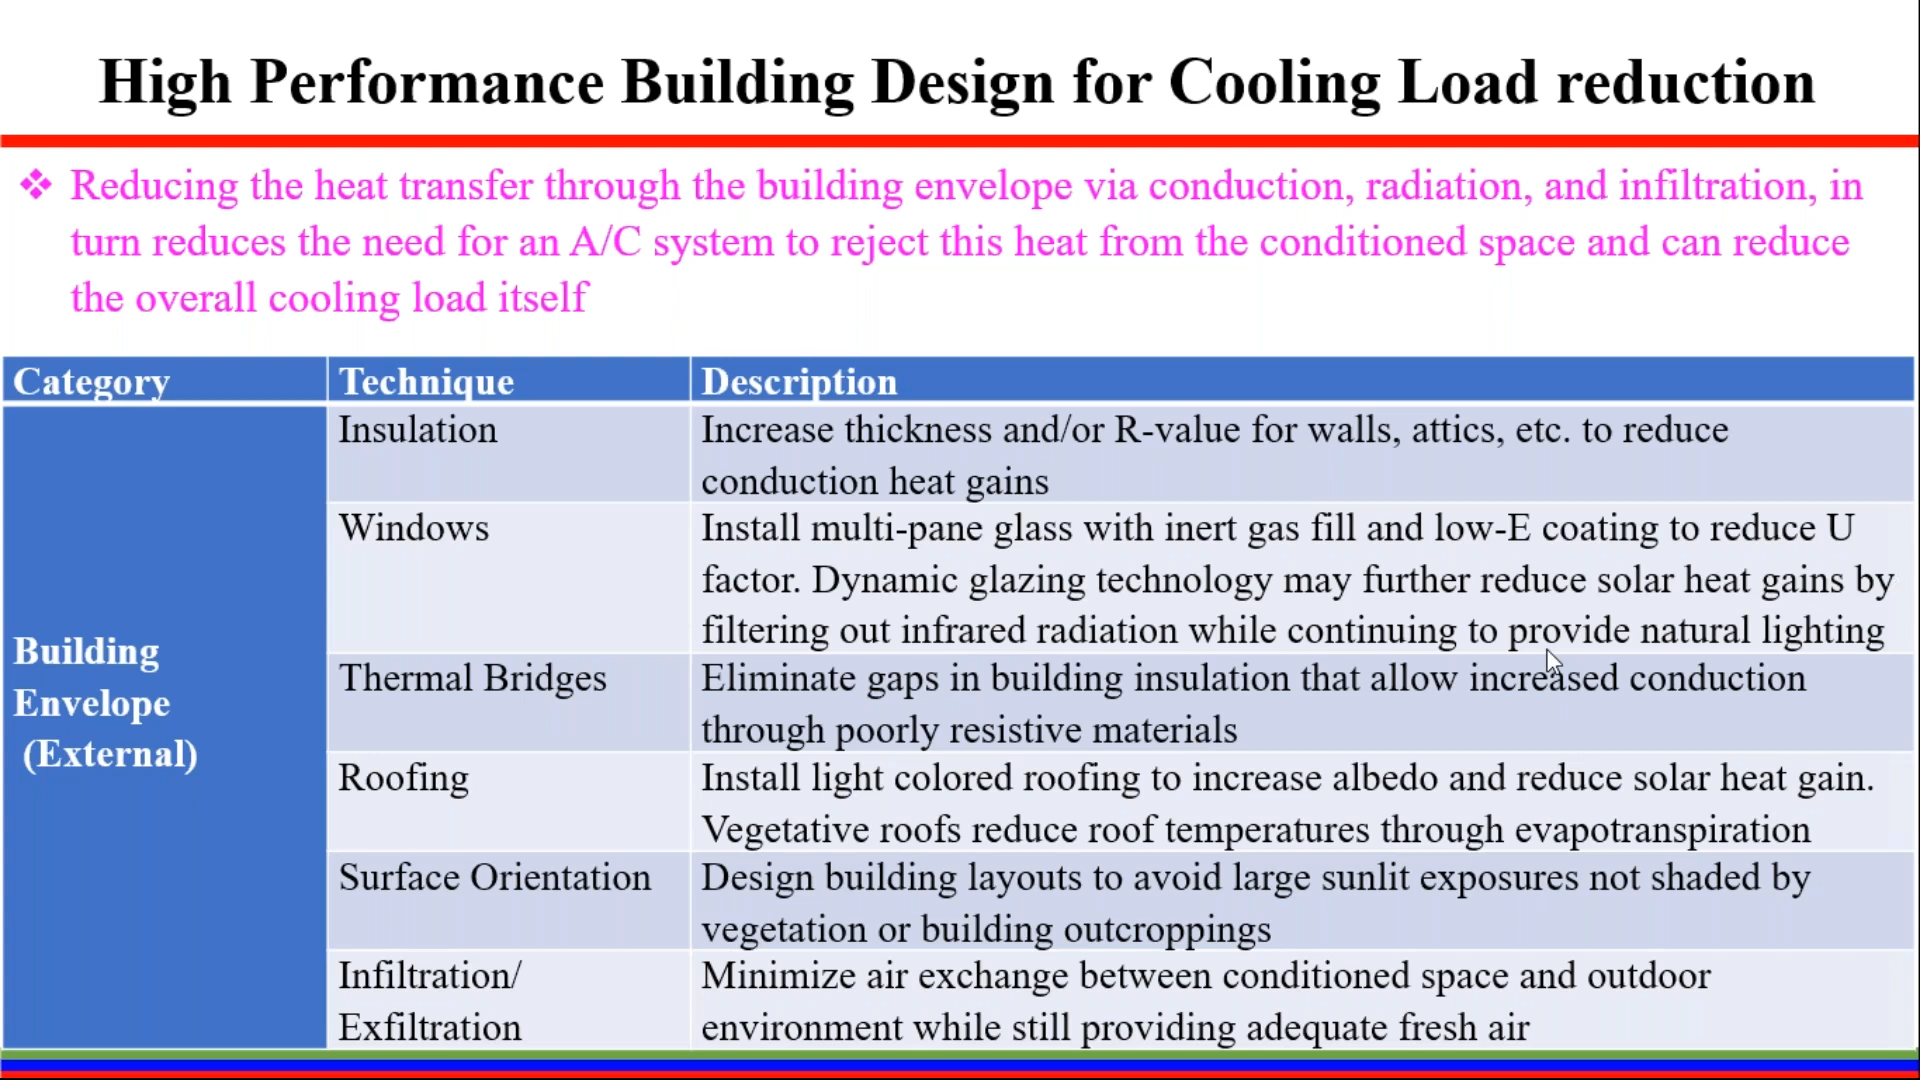 High Performance Building Design for Cooling Load reduction
❖ Reducing the heat transfer through the building envelope via conduction, radiation, and infiltration, in
turn reduces the need for an A/C system to reject this heat from the conditioned space and can reduce
the overall cooling load itself
Category Technique Description
Building
Envelope
(External)
Insulation
Increase thickness and/or R-value for walls, attics, etc. to reduce
conduction heat gains
Windows
Install multi-pane glass with inert gas fill and low-E coating to reduce U
factor. Dynamic glazing technology may further reduce solar heat gains by
filtering out infrared radiation while continuing to provide natural lighting
Thermal Bridges
Eliminate gaps in building insulation that allow increased conduction
through poorly resistive materials
Roofing
Install light colored roofing to increase albedo and reduce solar heat gain.
Vegetative roofs reduce roof temperatures through evapotranspiration
Surface Orientation
Design building layouts to avoid large sunlit exposures not shaded by
vegetation or building outcroppings
Infiltration/
Exfiltration
Minimize air exchange between conditioned space and outdoor
environment while still providing adequate fresh air